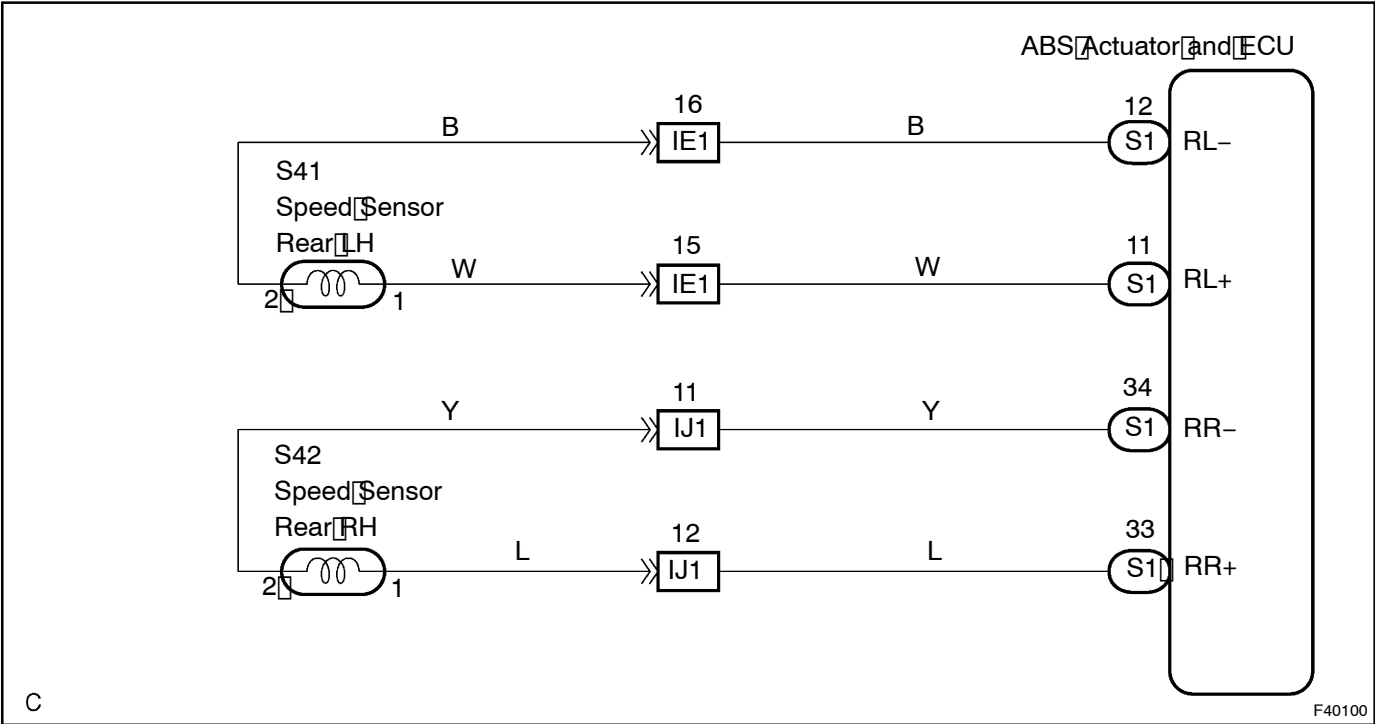 ABS Actuator and ECU
16
12
B
B
IE1
S1
RL−
S41
Speed Sensor
Rear LH
15
11
W
W
IE1
S1
RL+
2
1
11
34
Y
Y
IJ1
S1
RR−
S42
Speed Sensor
Rear RH
12
33
L
L
IJ1
S1
RR+
2
1
C
F40100